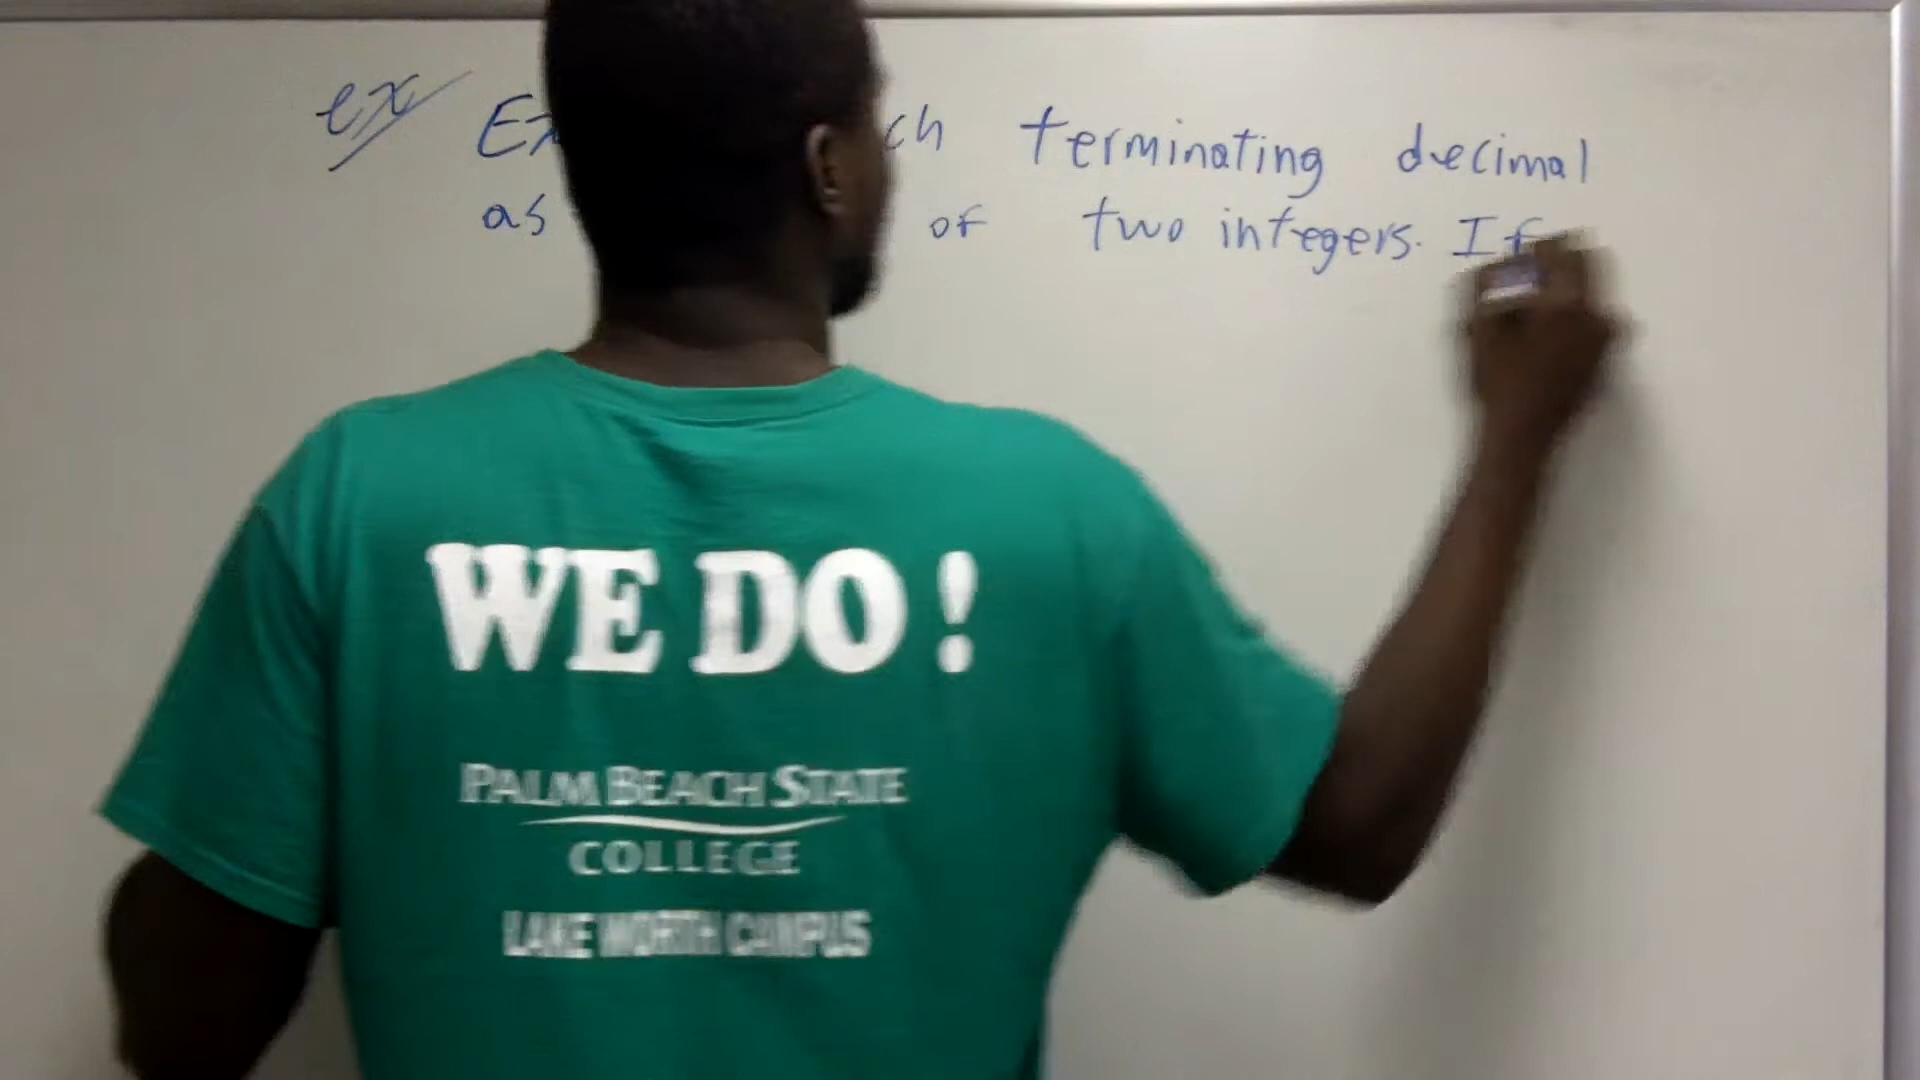 ex Ex ch terminating decimal
as of two integers. If
WE DO!
PALM BEACH STATE
COLLEGE
LAKE WORTH CAMPUS